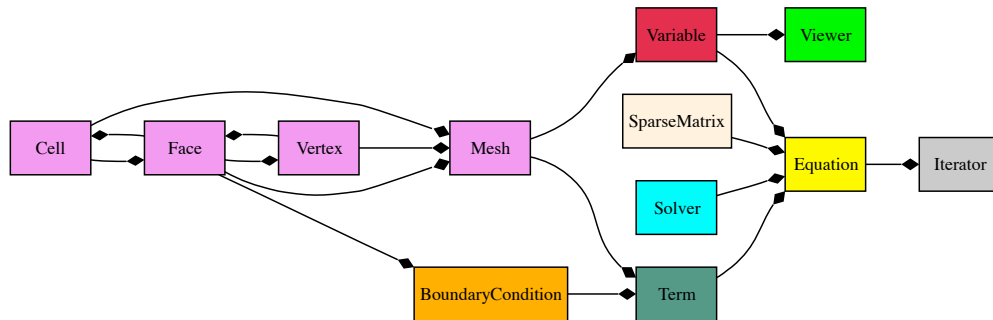 Variable
Viewer
SparseMatrix
Cell
Face
Vertex
Mesh
Equation
Iterator
Solver
BoundaryCondition
Term